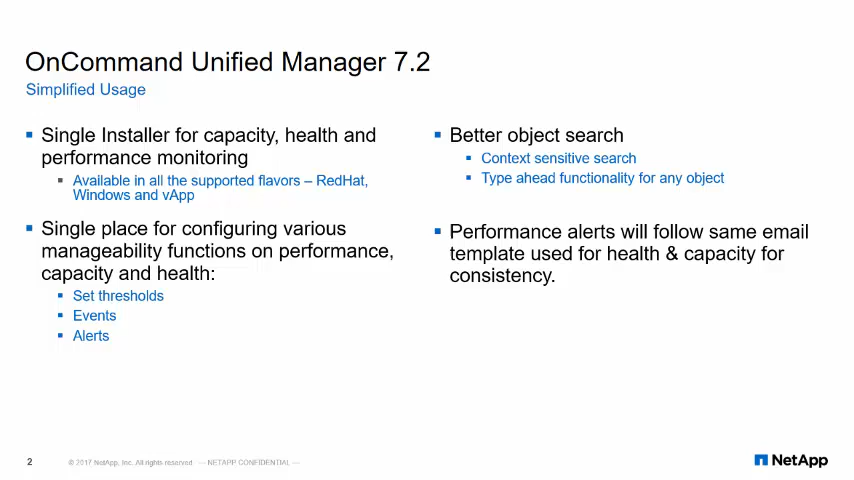 OnCommand Unified Manager 7.2
Simplified Usage
Single Installer for capacity, health and
performance monitoring
Available in all the supported flavors – RedHat,
Windows and vApp
Single place for configuring various
manageability functions on performance,
capacity and health:
Set thresholds
Events
Alerts
Better object search
Context sensitive search
Type ahead functionality for any object
Performance alerts will follow same email
template used for health & capacity for
consistency.
2
© 2017 NetApp, Inc. All rights reserved. — NETAPP CONFIDENTIAL —
NetApp